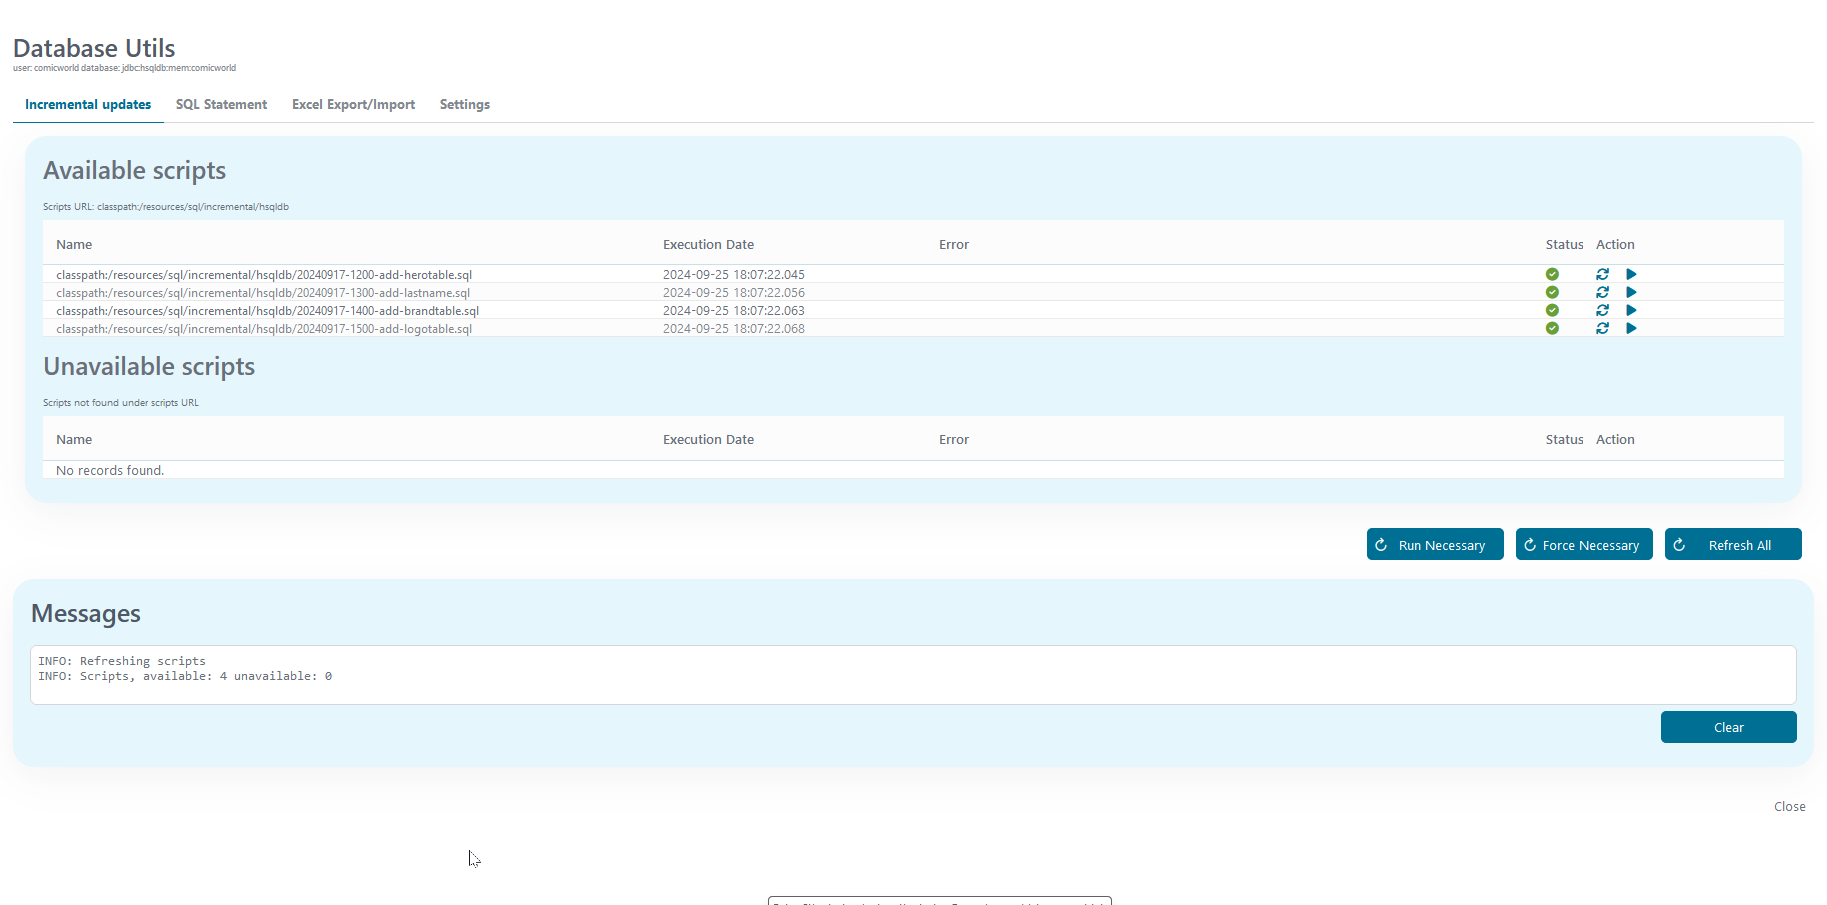 Database Utils
user: comicworld database: jdbc:hsqldb:mem:comicworld
Incremental updates SQL Statement Excel Export/Import Settings
Available scripts
Scripts URL: classpath:/resources/sql/incremental/hsqldb
Name Execution Date Error Status Action
classpath:/resources/sql/incremental/hsqldb/20240917-1200-add-herotable.sql 2024-09-25 18:07:22.045
classpath:/resources/sql/incremental/hsqldb/20240917-1300-add-lastname.sql 2024-09-25 18:07:22.056
classpath:/resources/sql/incremental/hsqldb/20240917-1400-add-brandtable.sql 2024-09-25 18:07:22.063
classpath:/resources/sql/incremental/hsqldb/20240917-1500-add-logotable.sql 2024-09-25 18:07:22.068
Unavailable scripts
Scripts not found under scripts URL
Name Execution Date Error Status Action
No records found.
Run Necessary Force Necessary Refresh All
Messages
INFO: Refreshing scripts
INFO: Scripts, available: 4 unavailable: 0
Clear
Close